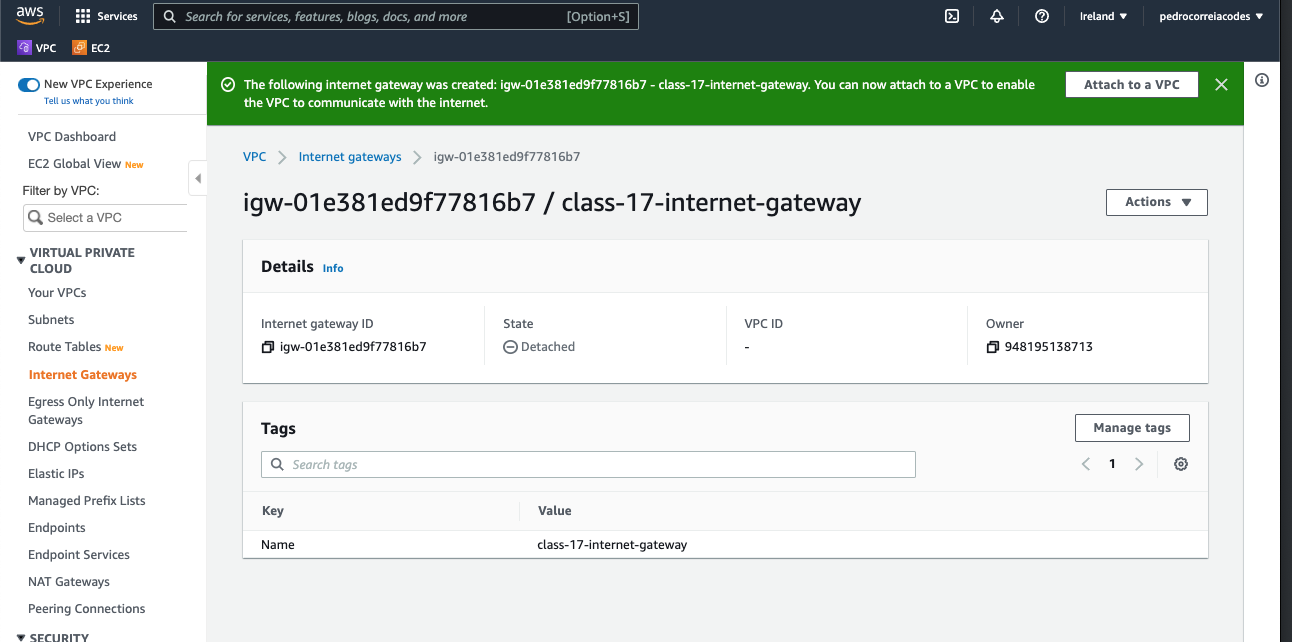 aws
Services
Search for services, features, blogs, docs, and more [Option+S]
Ireland ▼
pedrocorreiacodes ▼
VPC
EC2
New VPC Experience
Tell us what you think
VPC Dashboard
EC2 Global View New
Filter by VPC:
Select a VPC
VIRTUAL PRIVATE
CLOUD
Your VPCs
Subnets
Route Tables New
Internet Gateways
Egress Only Internet
Gateways
DHCP Options Sets
Elastic IPs
Managed Prefix Lists
Endpoints
Endpoint Services
NAT Gateways
Peering Connections
SECURITY
The following internet gateway was created: igw-01e381ed9f77816b7 - class-17-internet-gateway. You can now attach to a VPC to enable
the VPC to communicate with the internet.
Attach to a VPC
VPC > Internet gateways > igw-01e381ed9f77816b7
igw-01e381ed9f77816b7 / class-17-internet-gateway
Actions ▼
Details Info
Internet gateway ID
igw-01e381ed9f77816b7
State
Detached
VPC ID
-
Owner
948195138713
Tags
Manage tags
Search tags
1
Key Value
Name class-17-internet-gateway